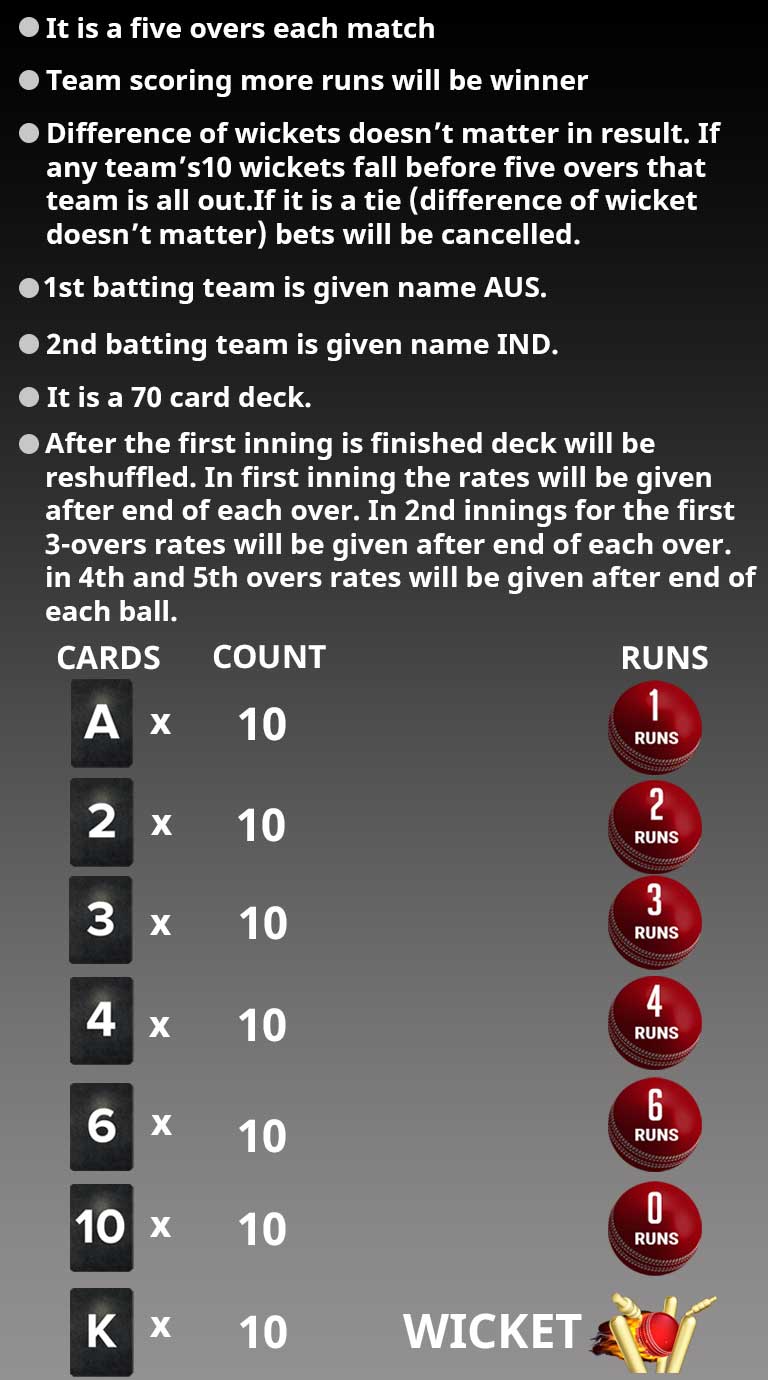 It is a five overs each match
Team scoring more runs will be winner
Difference of wickets doesn't matter in result. If
any team's10 wickets fall before five overs that
team is all out.If it is a tie (difference of wicket
doesn't matter) bets will be cancelled.
1st batting team is given name AUS.
2nd batting team is given name IND.
It is a 70 card deck.
After the first inning is finished deck will be
reshuffled. In first inning the rates will be given
after end of each over. In 2nd innings for the first
3-overs rates will be given after end of each over.
in 4th and 5th overs rates will be given after end of
each ball.
CARDS COUNT RUNS
A x 10 1 RUNS
2 x 10 2 RUNS
3 x 10 3 RUNS
4 x 10 4 RUNS
6 x 10 6 RUNS
10 x 10 0 RUNS
K x 10 WICKET